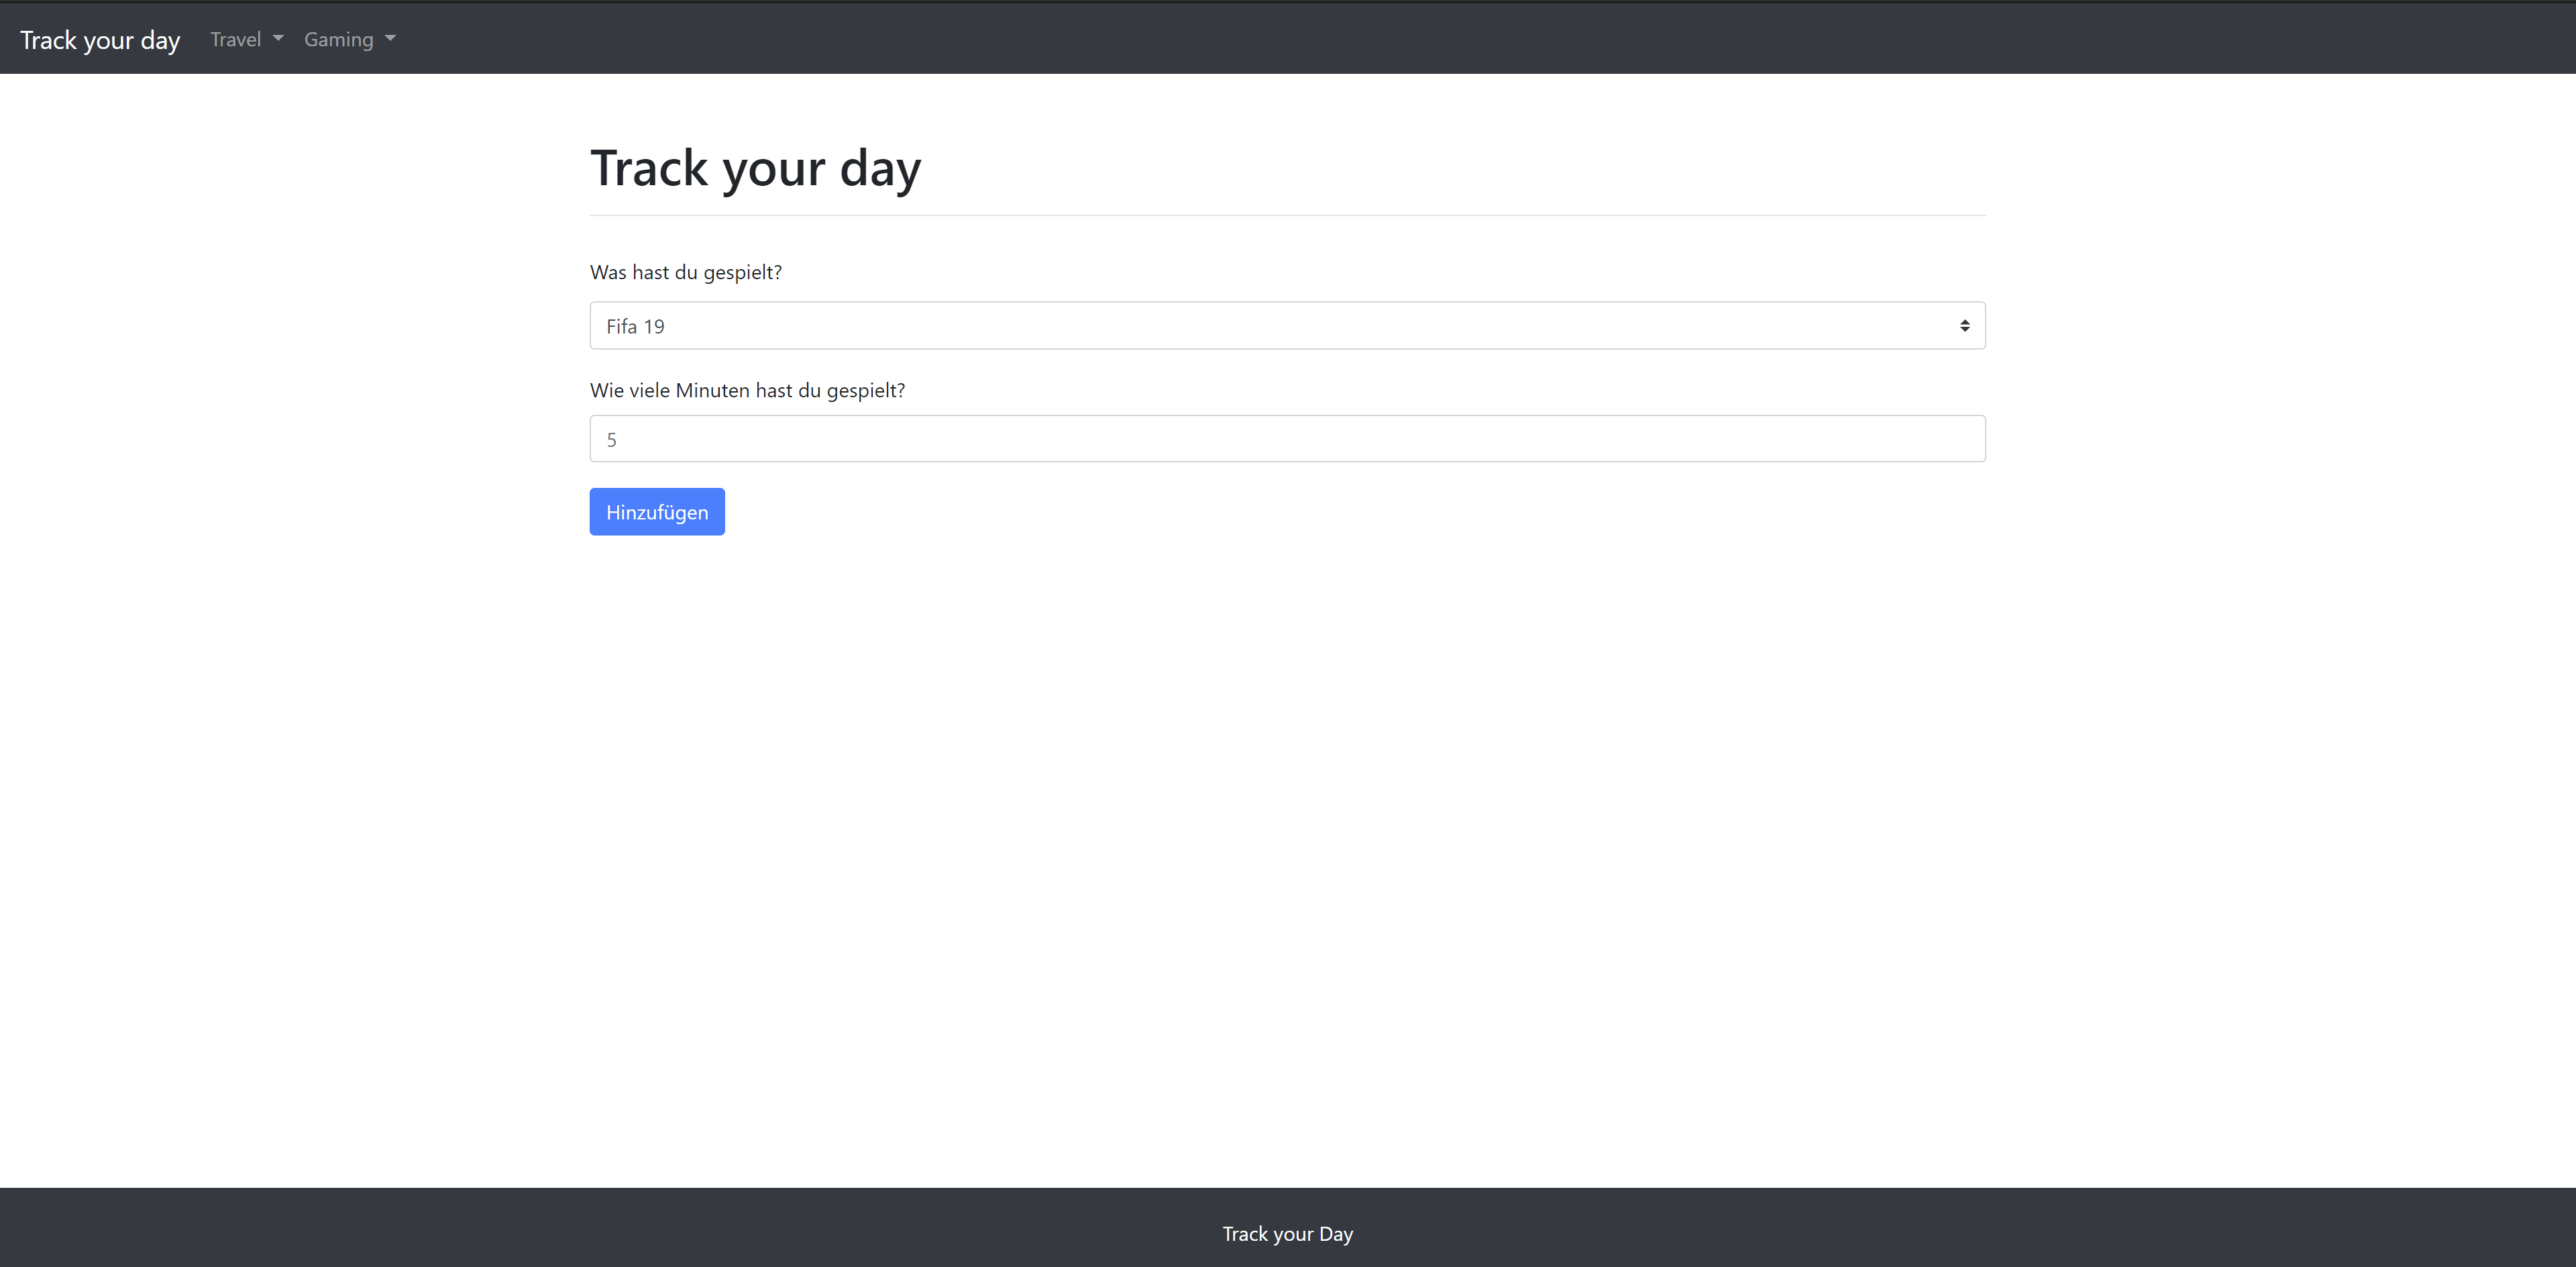 Track your day Travel Gaming
Track your day
Was hast du gespielt?
Fifa 19
Wie viele Minuten hast du gespielt?
5
Hinzufügen
Track your Day